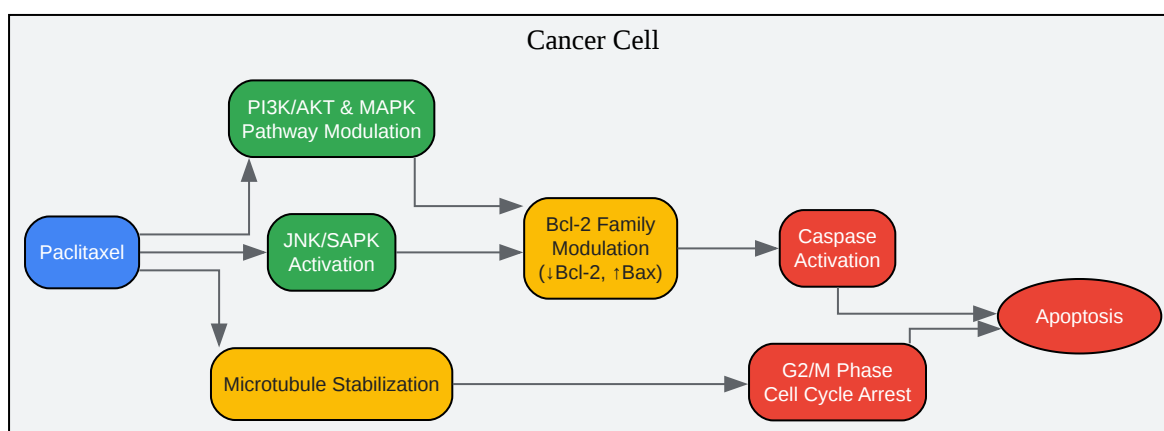 Cancer Cell
PI3K/AKT & MAPK
Pathway Modulation
Paclitaxel
JNK/SAPK
Activation
Bcl-2 Family
Modulation
(↓Bcl-2, ↑Bax)
Caspase
Activation
Apoptosis
Microtubule Stabilization
G2/M Phase
Cell Cycle Arrest